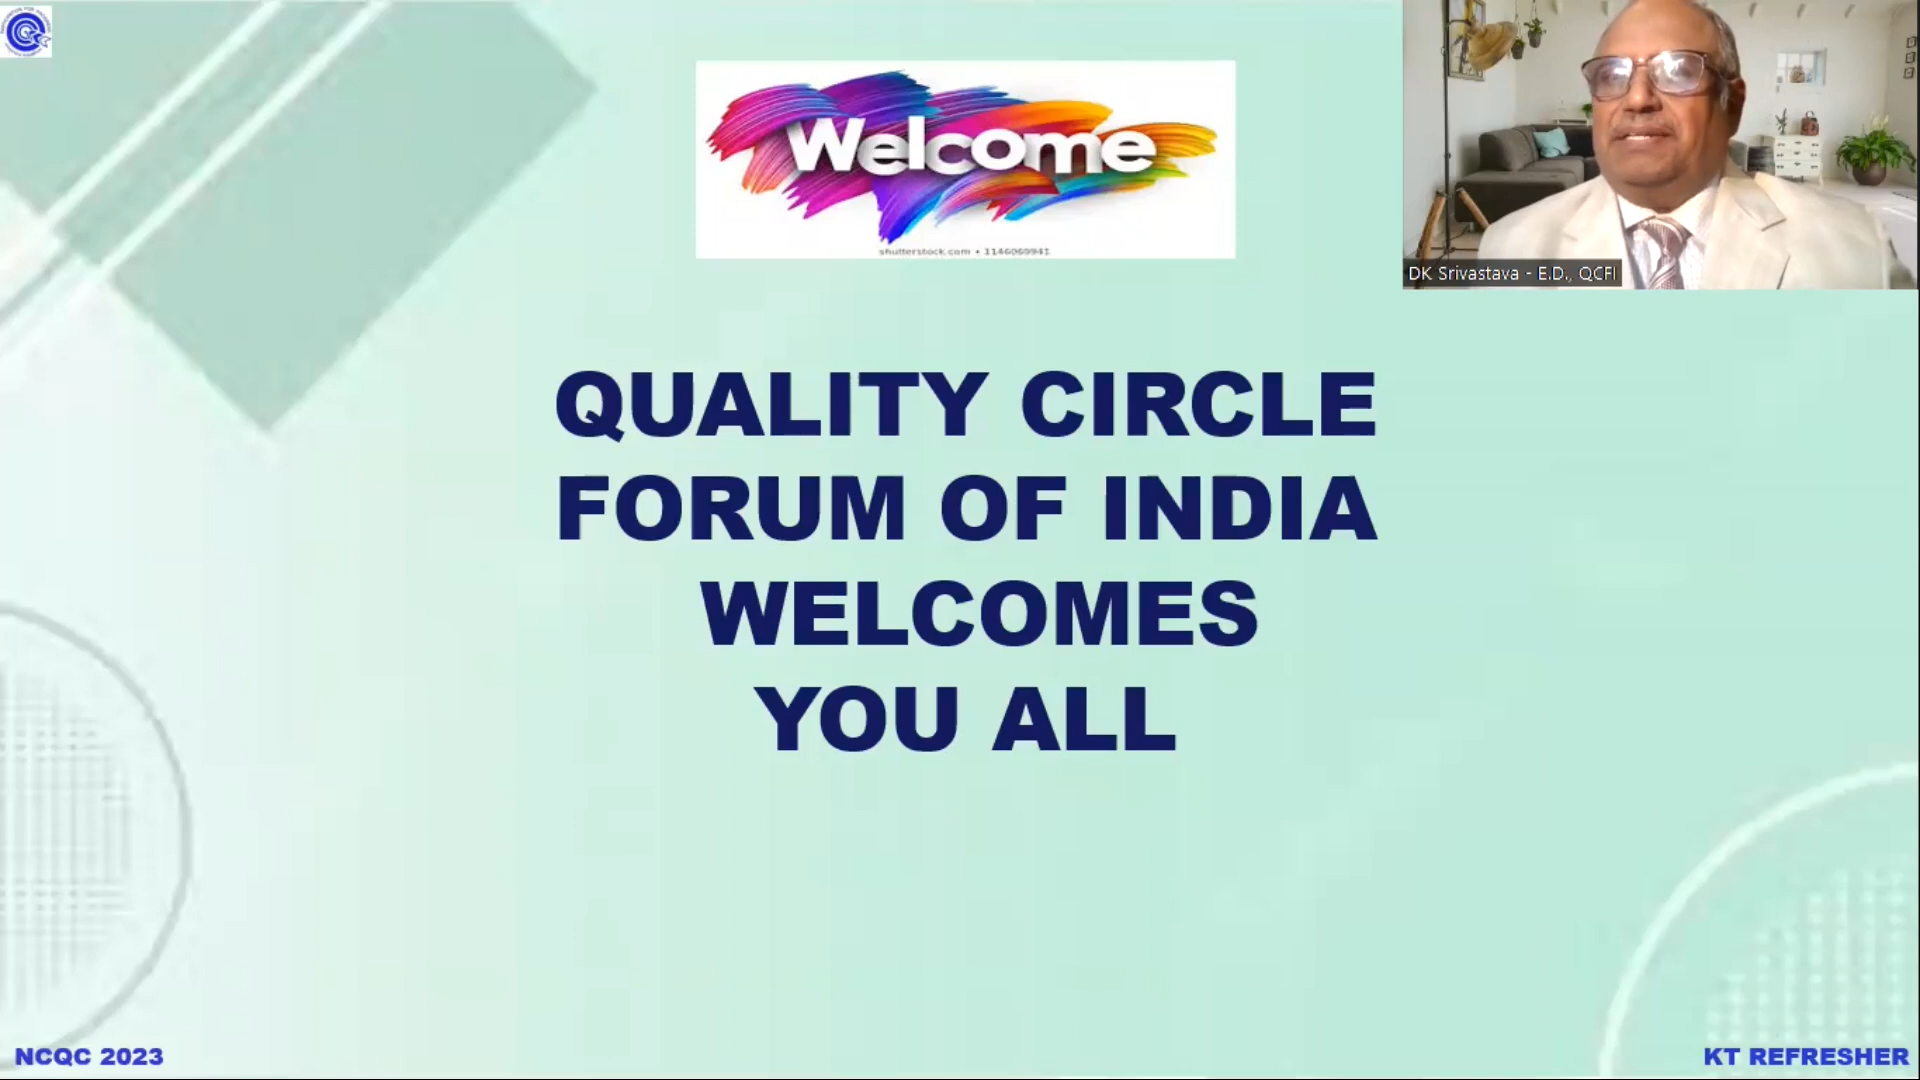 Welcome
shutterstock.com • 1146069941
DK Srivastava - E.D., QCFI
QUALITY CIRCLE
FORUM OF INDIA
WELCOMES
YOU ALL
NCQC 2023
KT REFRESHER